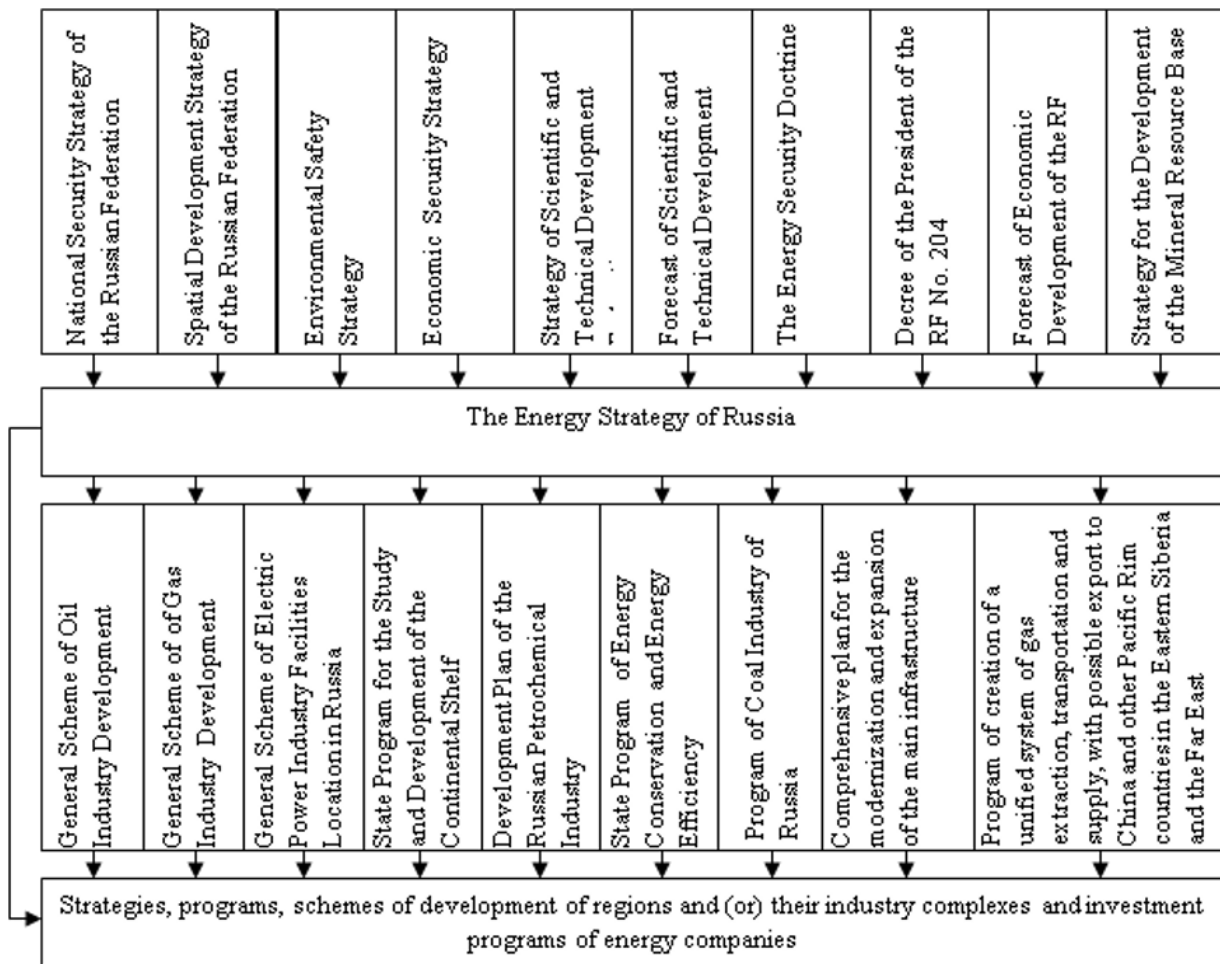 National Security Strategy of
the Russian Federation
Spatial Development Strategy
of the Russian Federation
Environmental Safety
Strategy
Economic Security Strategy
Strategy of Scientific and
Technical Development
Forecast of Scientific and
Technical Development
The Energy Security Doctrine
Decree of the President of the
RF No. 204
Forecast of Economic
Development of the RF
Strategy for the Development
of the Mineral Resource Base
The Energy Strategy of Russia
General Scheme of Oil
Industry Development
General Scheme of of Gas
Industry Development
General Scheme of Electric
Power Industry Facilities
Location in Russia
State Program for the Study
and Development of the
Continental Shelf
Development Plan of the
Russian Petrochemical
Industry
State Program of Energy
Conservation and Energy
Efficiency
Program of Coal Industry of
Russia
Comprehensive plan for the
modernization and expansion
of the main infrastructure
Program of creation of a
unified system of gas
extraction, transportation and
supply, with possible export to
China and other Pacific Rim
countries in the Eastern Siberia
and the Far East
Strategies, programs, schemes of development of regions and (or) their industry complexes and investment
programs of energy companies